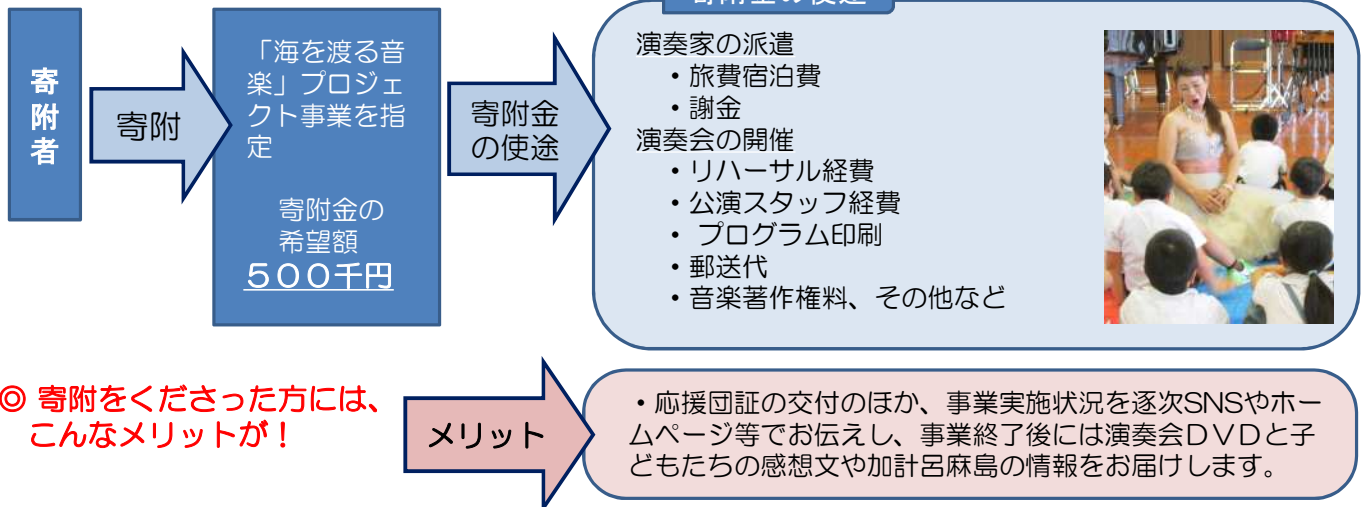 寄附者
寄附
「海を渡る音
楽」プロジェ
クト事業を指
定
寄附金の
希望額
５００千円
寄附金
の使途
寄附金の使途
演奏家の派遣
・旅費宿泊費
・謝金
演奏会の開催
・リハーサル経費
・公演スタッフ経費
・ プログラム印刷
・郵送代
・音楽著作権料、その他など
◎ 寄附をくださった方には、
こんなメリットが！
メリット
・応援団証の交付のほか、事業実施状況を逐次SNSやホー
ムページ等でお伝えし、事業終了後には演奏会ＤＶＤと子
どもたちの感想文や加計呂麻島の情報をお届けします。